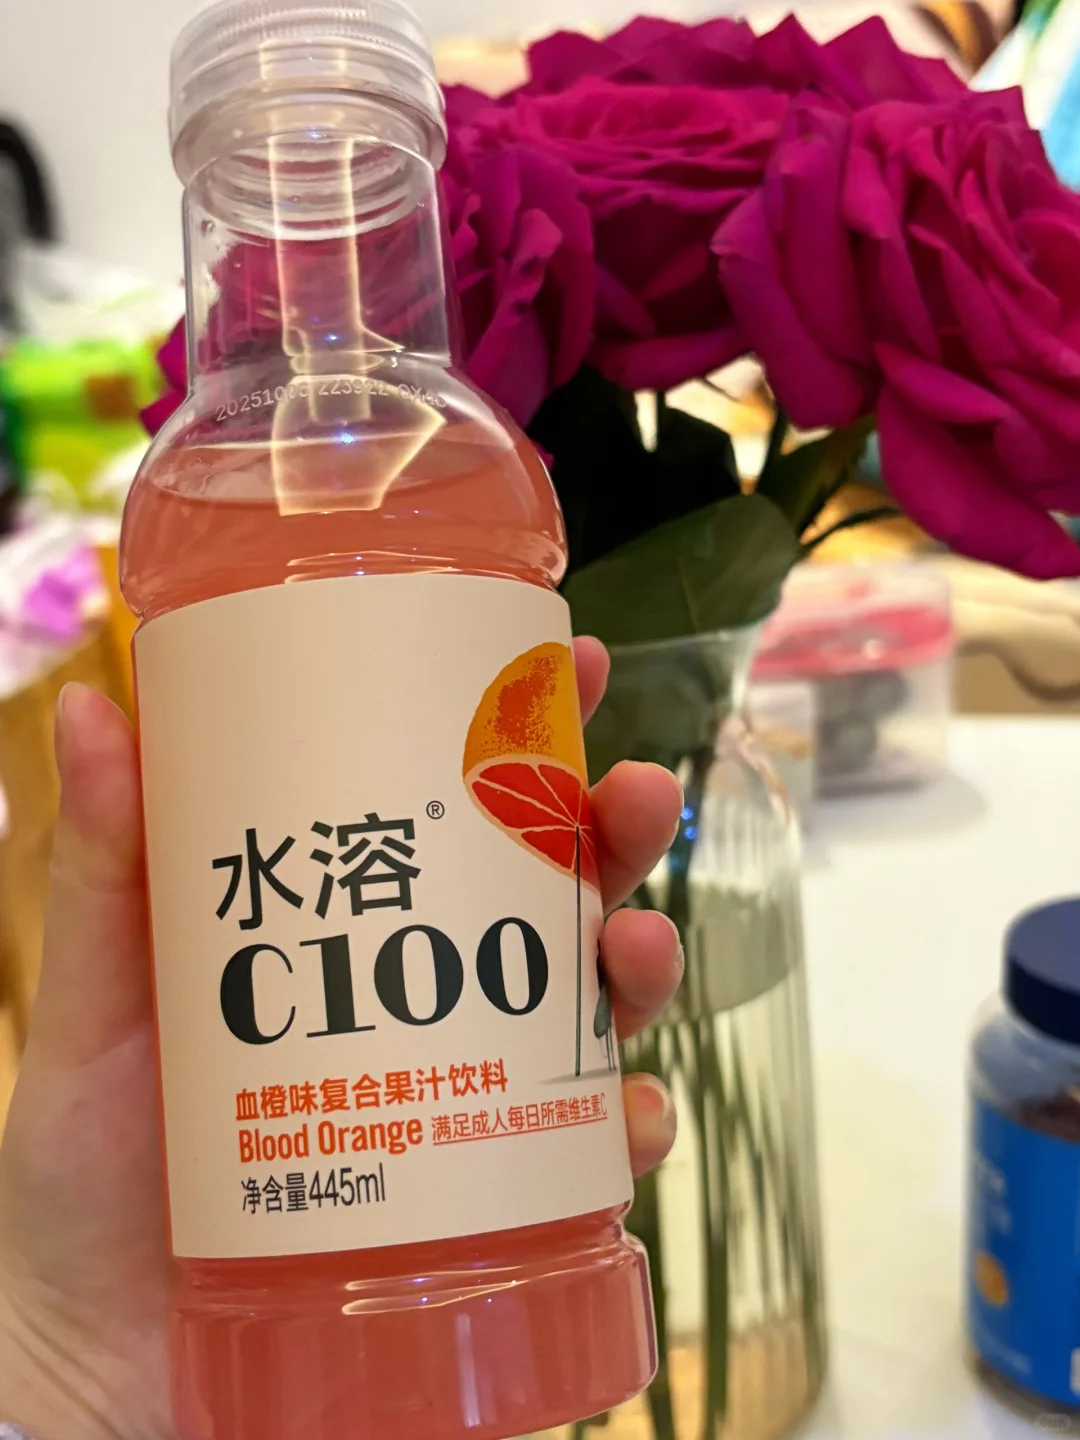 水溶®
C100
血橙味复合果汁饮料
Blood Orange 满足成人每日所需维生素C
净含量445ml